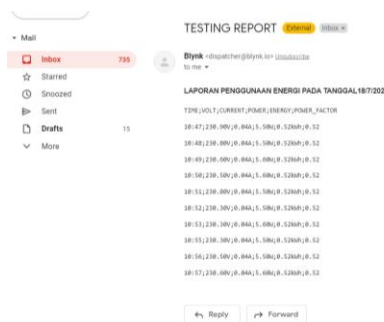 TESTING REPORT External Inbox ×
Mail
Inbox 735
Starred
Snoozed
Sent
Drafts 15
More
Blynk <dispatcher@blynk.io> Unsubscribe
to me
LAPORAN PENGGUNAAN ENERGI PADA TANGGAL18/7/202
TIME;VOLT;CURRENT;POWER;ENERGY;POWER_FACTOR
10:47;230.90V;0.04A;5.50W;0.52kWh;0.52
10:48;230.80V;0.04A;5.50W;0.52kWh;0.52
10:49;230.60V;0.04A;5.60W;0.52kWh;0.52
10:50;230.50V;0.04A;5.60W;0.52kWh;0.52
10:51;230.80V;0.04A;5.50W;0.52kWh;0.52
10:52;230.30V;0.04A;5.50W;0.52kWh;0.52
10:53;230.30V;0.04A;5.50W;0.52kWh;0.52
10:55;230.30V;0.04A;5.60W;0.52kWh;0.52
10:56;230.50V;0.04A;5.50W;0.52kWh;0.52
10:57;230.60V;0.04A;5.60W;0.52kWh;0.52
Reply Forward